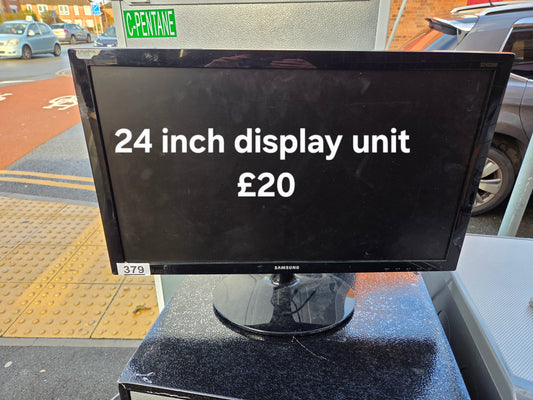 C-PENTANE
24 inch display unit
£20
379
SAMSUNG